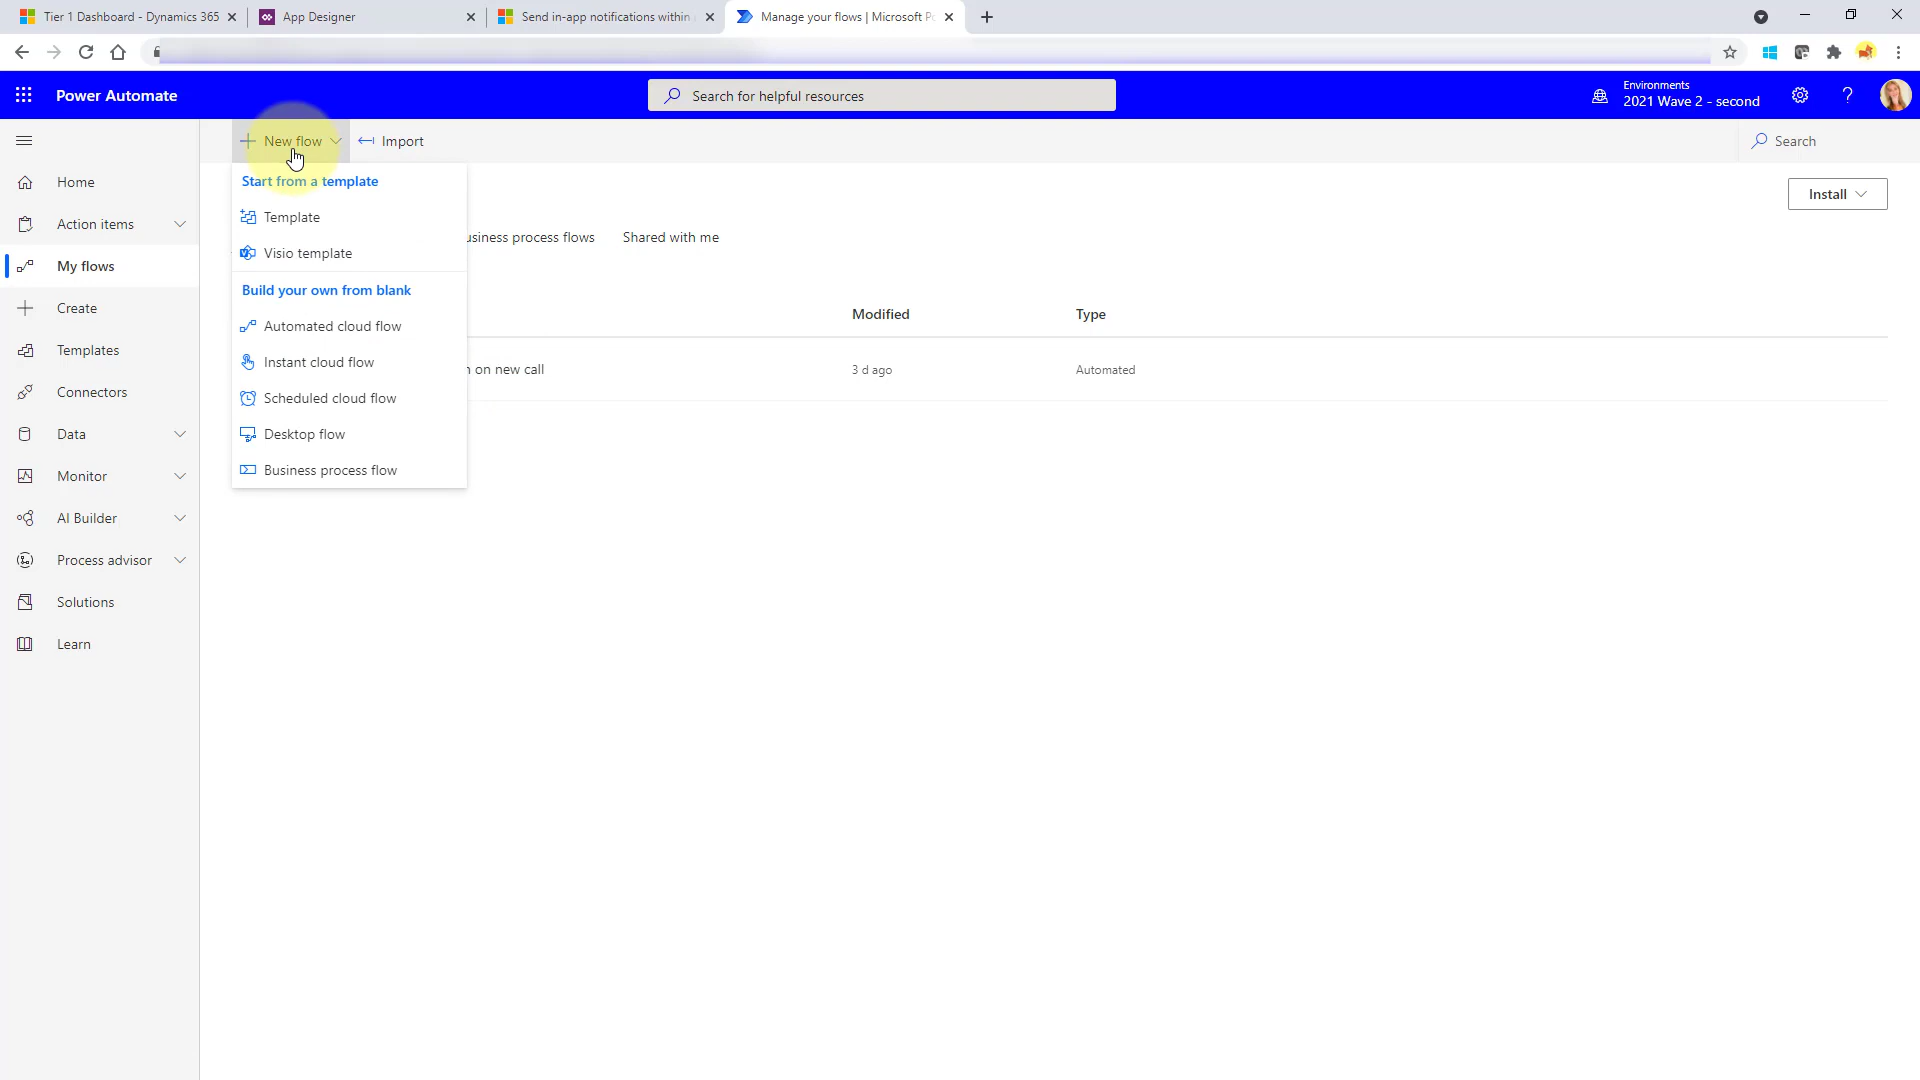 Tier 1 Dashboard - Dynamics 365
App Designer
Send in-app notifications within
Manage your flows | Microsoft P
Power Automate
Search for helpful resources
Environments
2021 Wave 2 - second
New flow
Import
Search
Home
Action items
My flows
Create
Templates
Connectors
Data
Monitor
AI Builder
Process advisor
Solutions
Learn
Start from a template
Template
Visio template
Build your own from blank
Automated cloud flow
Instant cloud flow
Scheduled cloud flow
Desktop flow
Business process flow
Install
usiness process flows
Shared with me
Modified
Type
n on new call
3 d ago
Automated